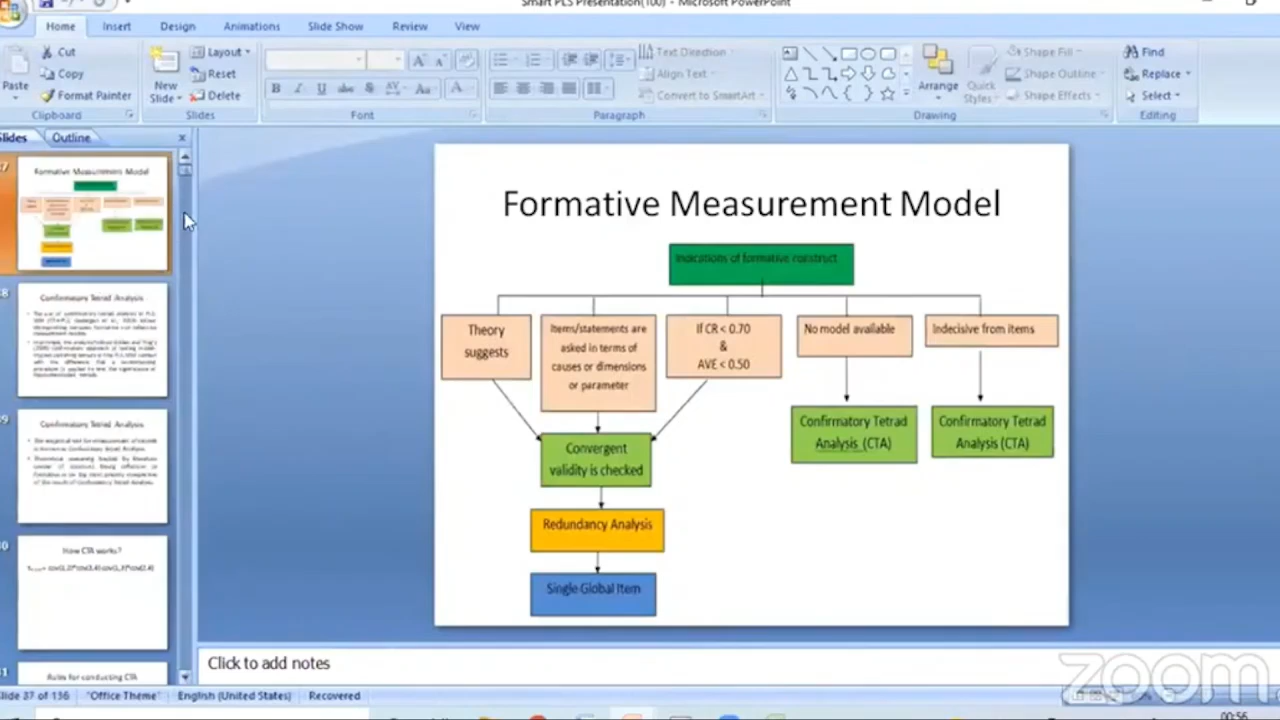 Smart PLS Presentation(100) - Microsoft PowerPoint
Home Insert Design Animations Slide Show Review View
Paste
Cut
Copy
Format Painter
Clipboard
New
Slide
Layout
Reset
Delete
Slides
Font
Text Direction
Align Text
Convert to SmartArt
Paragraph
Arrange
Quick
Styles
Shape Fill
Shape Outline
Shape Effects
Drawing
Find
Replace
Select
Editing
Slides Outline
Formative Measurement Model
Confirmatory Tetrad Analysis
Confirmatory Tetrad Analysis
How CTA works?
Rules for conducting CTA
Formative Measurement Model
Indications of formative construct
Theory
suggests
Items/statements are
asked in terms of
causes or dimensions
or parameter
If CR < 0.70
&
AVE < 0.50
No model available
Indecisive from items
Convergent
validity is checked
Confirmatory Tetrad
Analysis (CTA)
Confirmatory Tetrad
Analysis (CTA)
Redundancy Analysis
Single Global Item
Click to add notes
zoom
Slide 37 of 136 "Office Theme" English (United States) Recovered
00:56